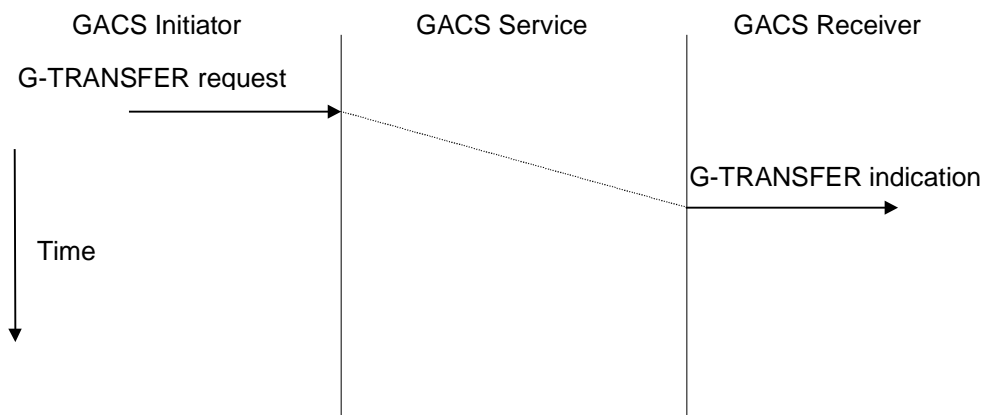 GACS Initiator
GACS Service
GACS Receiver
G-TRANSFER request
G-TRANSFER indication
Time